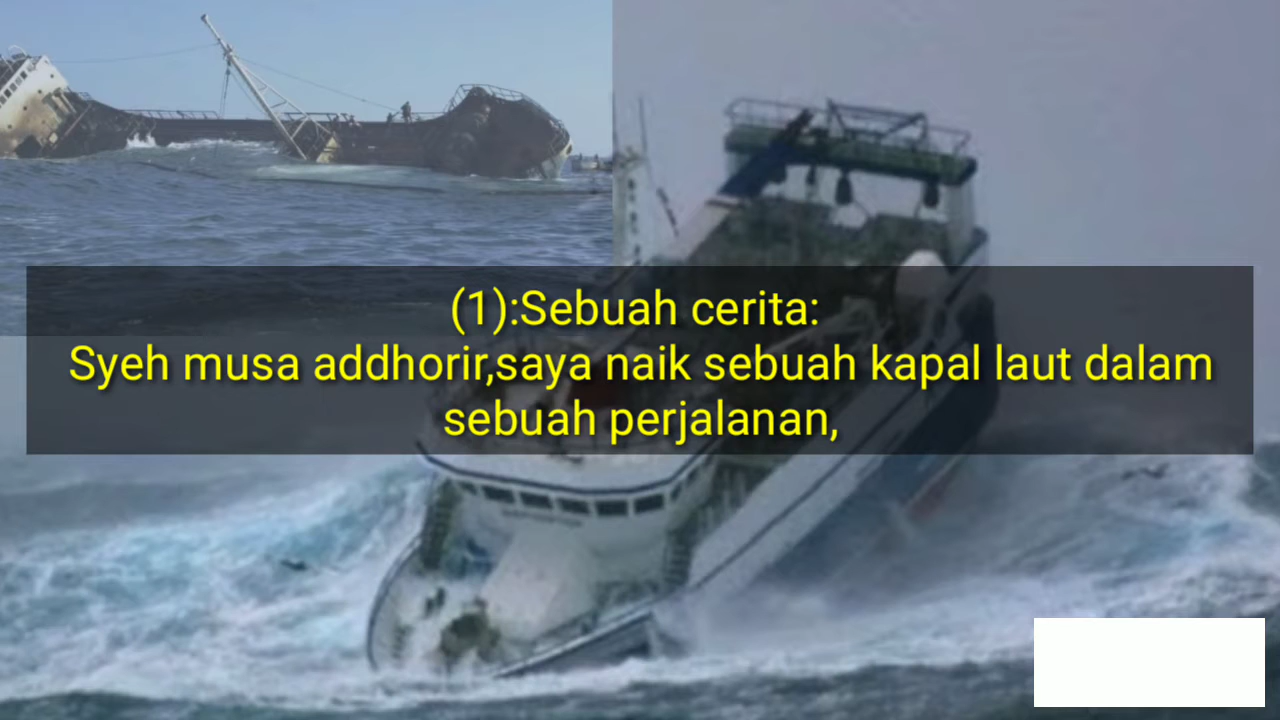 (1):Sebuah cerita:
Syeh musa addhorir,saya naik sebuah kapal laut dalam
sebuah perjalanan,